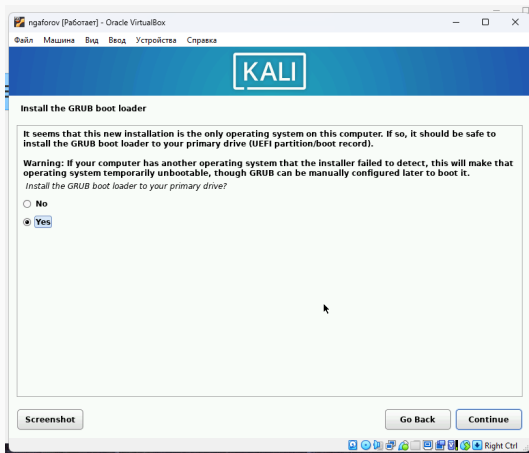 ngaforov [Работает] - Oracle VirtualBox
Файл Машина Вид Ввод Устройства Справка
KALI
Install the GRUB boot loader
It seems that this new installation is the only operating system on this computer. If so, it should be safe to
install the GRUB boot loader to your primary drive (UEFI partition/boot record).
Warning: If your computer has another operating system that the installer failed to detect, this will make that
operating system temporarily unbootable, though GRUB can be manually configured later to boot it.
Install the GRUB boot loader to your primary drive?
No
Yes
Screenshot Go Back Continue
Right Ctrl